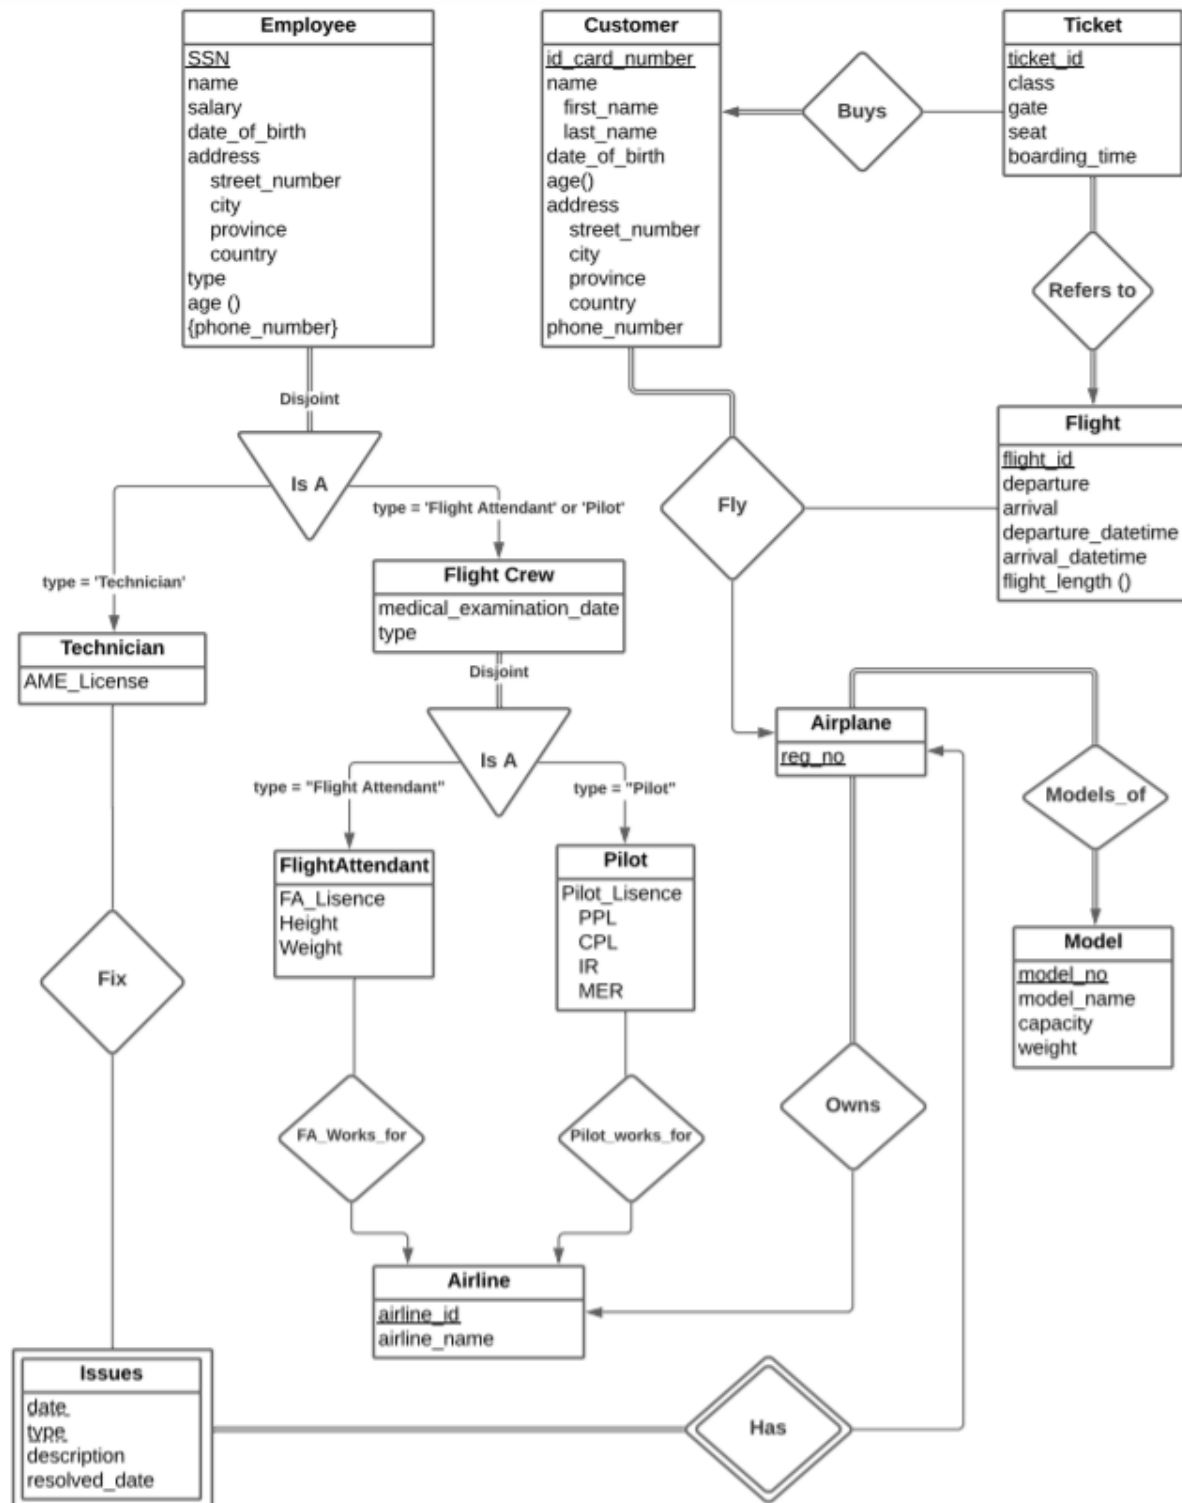 Employee
SSN
name
salary
date_of_birth
address
street_number
city
province
country
type
age ()
{phone_number}
Customer
id_card_number
name
first_name
last_name
date_of_birth
age()
address
street_number
city
province
country
phone_number
Buys
Ticket
ticket_id
class
gate
seat
boarding_time
Refers to
Flight
flight_id
departure
arrival
departure_datetime
arrival_datetime
flight_length ()
Disjoint
Is A
type = 'Technician'
type = 'Flight Attendant' or 'Pilot'
Fly
Technician
AME_License
Flight Crew
medical_examination_date
type
Disjoint
Is A
type = "Flight Attendant"
type = "Pilot"
Airplane
reg_no
Models_of
Model
model_no
model_name
capacity
weight
FlightAttendant
FA_Lisence
Height
Weight
Pilot
Pilot_Lisence
PPL
CPL
IR
MER
Fix
FA_Works_for
Pilot_works_for
Owns
Airline
airline_id
airline_name
Issues
date
type
description
resolved_date
Has